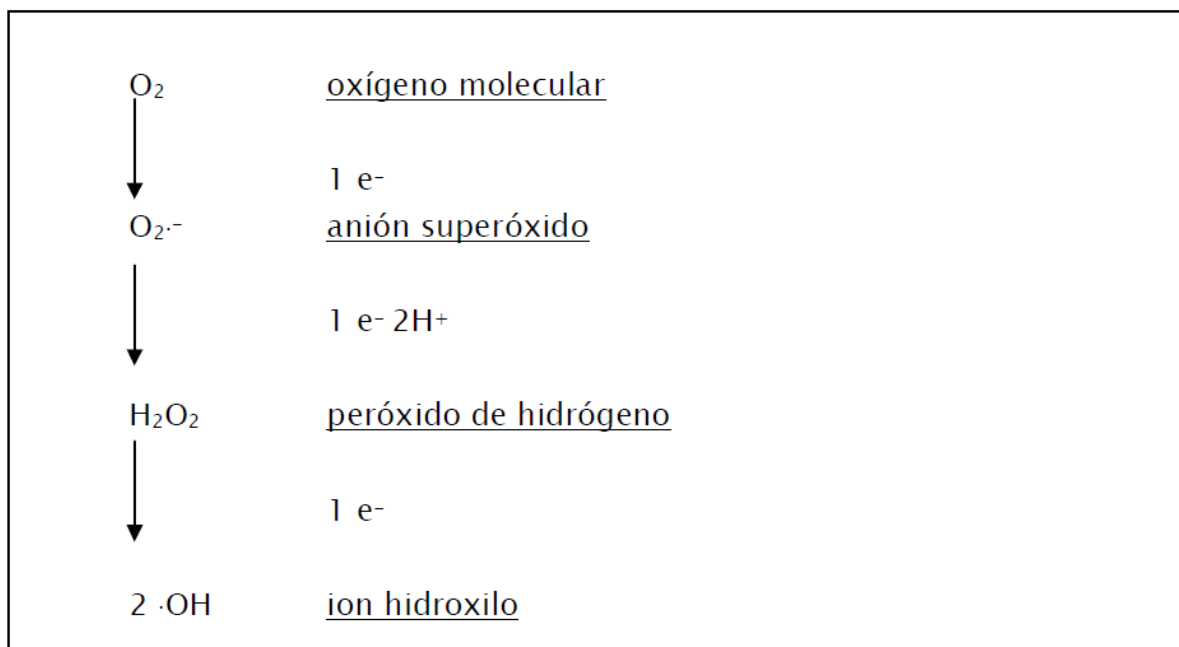 O₂ oxígeno molecular
1 e⁻
O₂·⁻ anión superóxido
1 e⁻ 2H⁺
H₂O₂ peróxido de hidrógeno
1 e⁻
2 ·OH ion hidroxilo